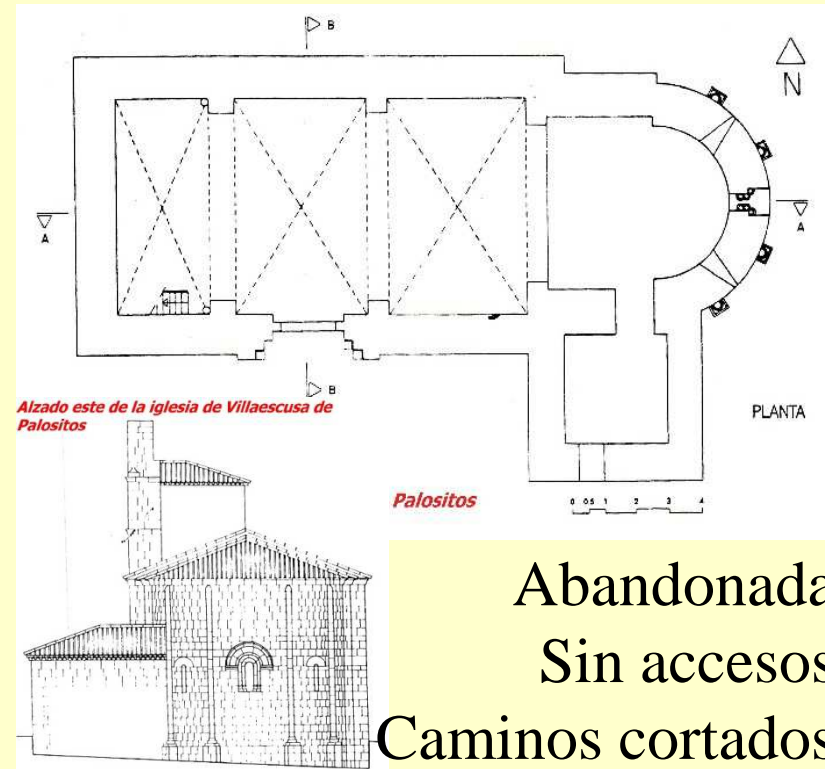 B
N
A
A
B
PLANTA
Alzado este de la iglesia de Villaescusa de
Palositos
Palositos
0 0.5 1 2 3 4
Abandonada
Sin accesos
Caminos cortados